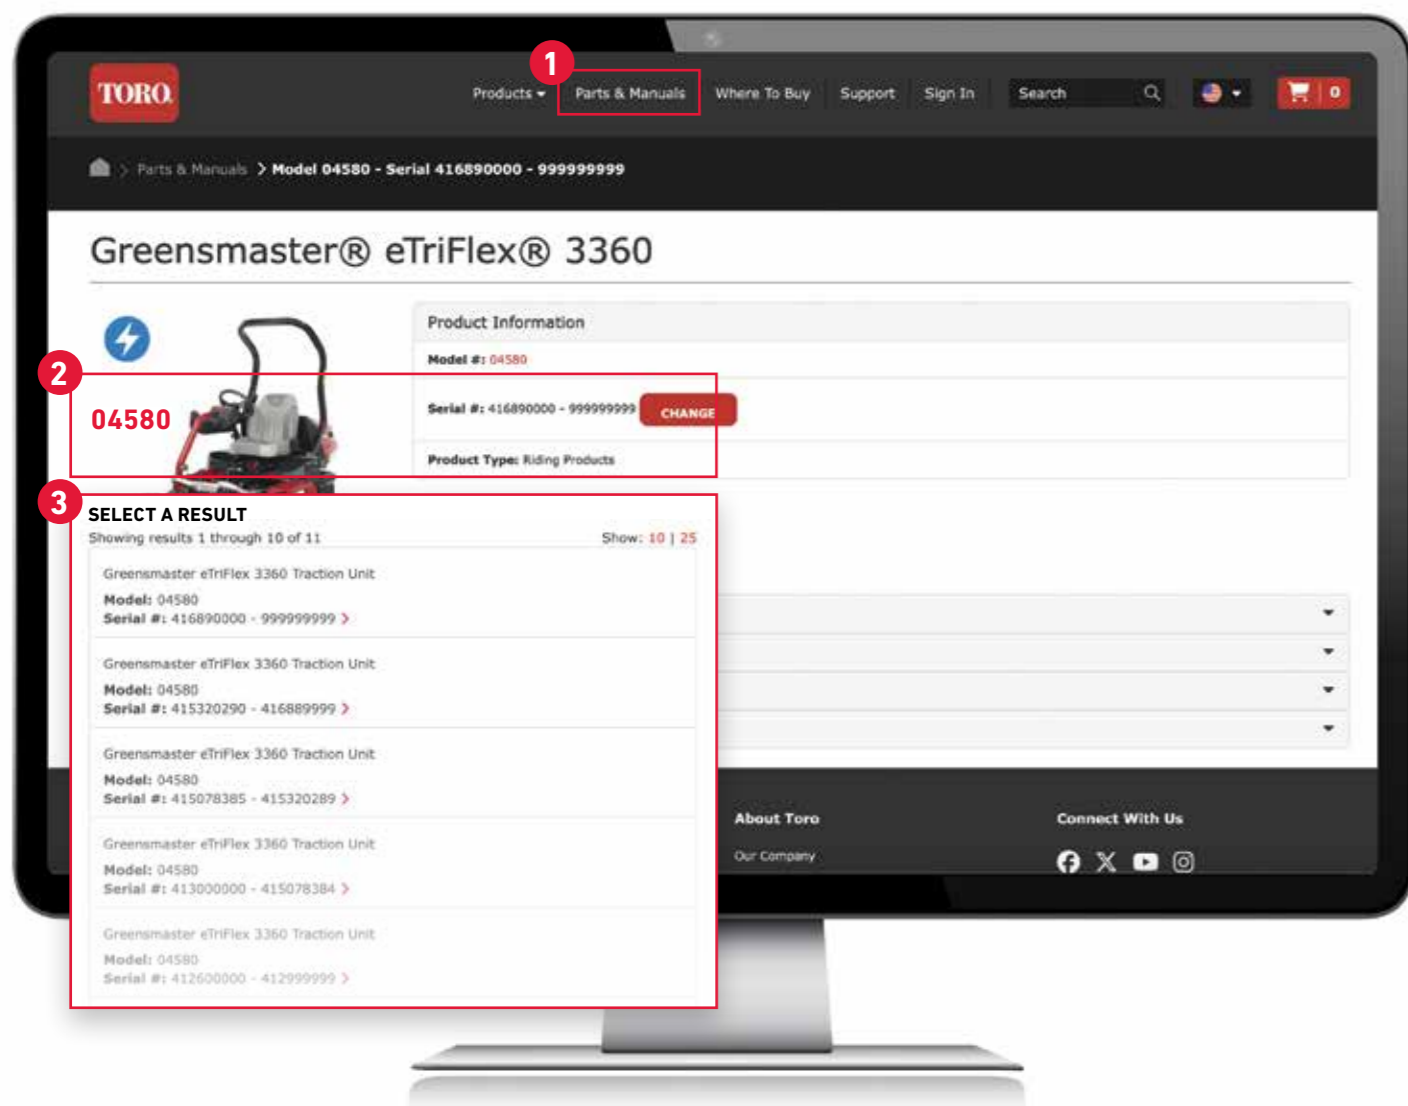 1
TORO
Products
Parts & Manuals
Where To Buy
Support
Sign In
Search
0
Parts & Manuals > Model 04580 - Serial 416890000 - 999999999
Greensmaster® eTriFlex® 3360
Product Information
Model #: 04580
2
04580
Serial #: 416890000 - 999999999
CHANGE
Product Type: Riding Products
3
SELECT A RESULT
Showing results 1 through 10 of 11
Show: 10 | 25
Greensmaster eTriFlex 3360 Traction Unit
Model: 04580
Serial #: 416890000 - 999999999 >
Greensmaster eTriFlex 3360 Traction Unit
Model: 04580
Serial #: 415320290 - 416889999 >
Greensmaster eTriFlex 3360 Traction Unit
Model: 04580
Serial #: 415078385 - 415320289 >
Greensmaster eTriFlex 3360 Traction Unit
Model: 04580
Serial #: 413000000 - 415078384 >
Greensmaster eTriFlex 3360 Traction Unit
Model: 04580
Serial #: 412600000 - 412999999 >
About Toro
Our Company
Connect With Us